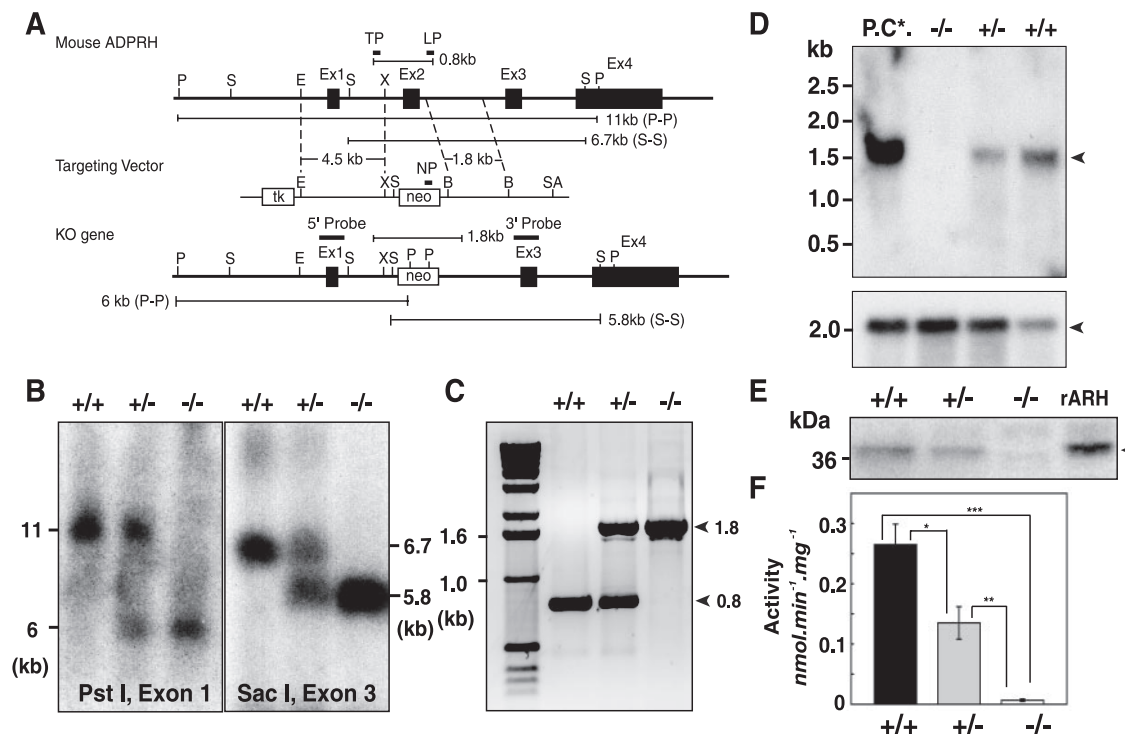 A
Mouse ADPRH
TP LP
0.8kb
P S E Ex1 S X Ex2 Ex3 S P Ex4
11kb (P-P)
6.7kb (S-S)
4.5 kb 1.8 kb
Targeting Vector
NP
E XS B B SA
tk neo
5' Probe 3' Probe
KO gene
1.8kb
P S E Ex1 S XS P P Ex3 S P Ex4
neo
6 kb (P-P)
5.8kb (S-S)
B
+/+ +/- -/- +/+ +/- -/-
11
6
(kb)
6.7
5.8
(kb)
Pst I, Exon 1 Sac I, Exon 3
C
+/+ +/- -/-
1.6
1.0
(kb)
1.8
0.8
D
P.C*. -/- +/- +/+
kb
2.5
2.0
1.5
1.0
0.5
2.0
E
+/+ +/- -/- rARH
kDa
36
F
Activity
nmol.min-1.mg-1
0.3
0.2
0.1
0
***
*
**
+/+ +/- -/-